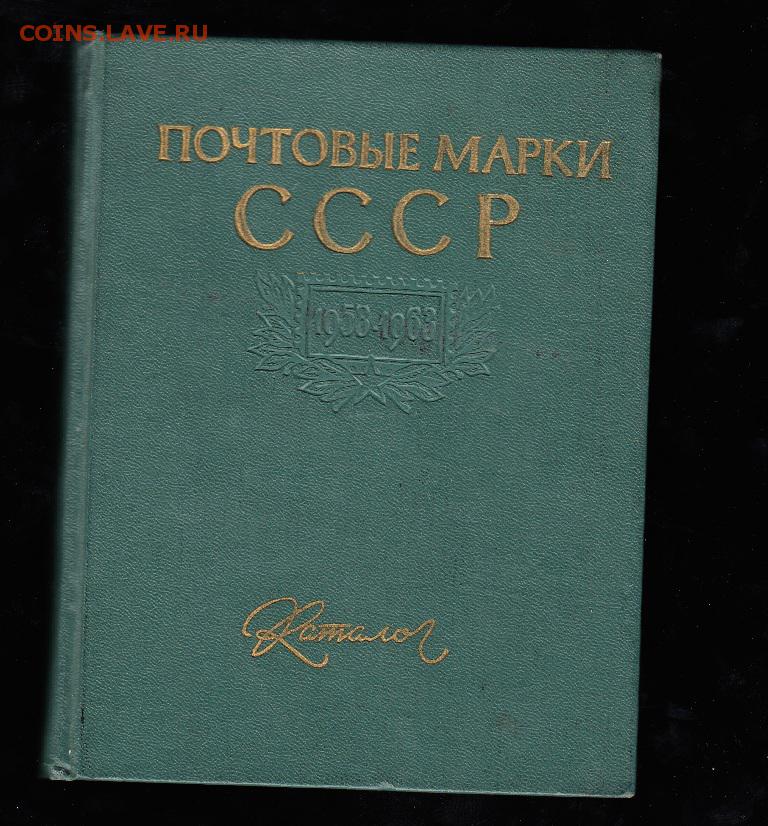 COINS.LAVE.RU
ПОЧТОВЫЕ МАРКИ
СССР
1958-1963
Каталог